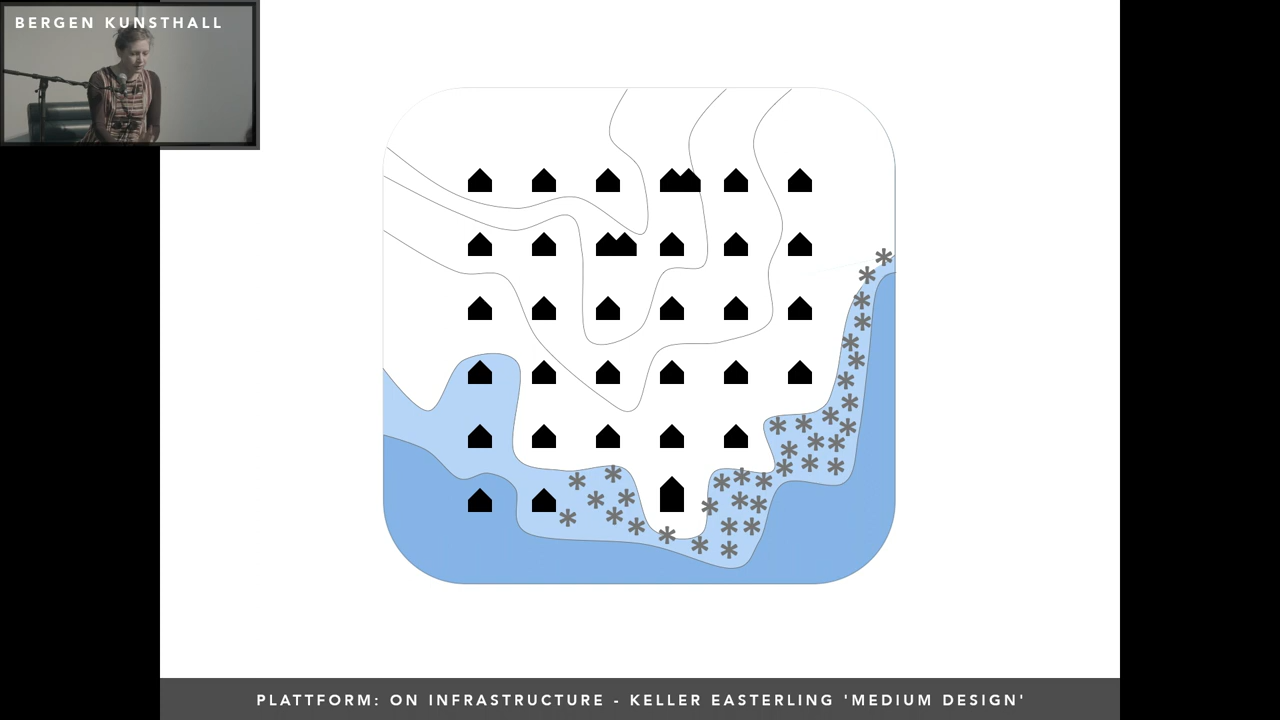 BERGEN KUNSTHALL
PLATTFORM: ON INFRASTRUCTURE - KELLER EASTERLING 'MEDIUM DESIGN'